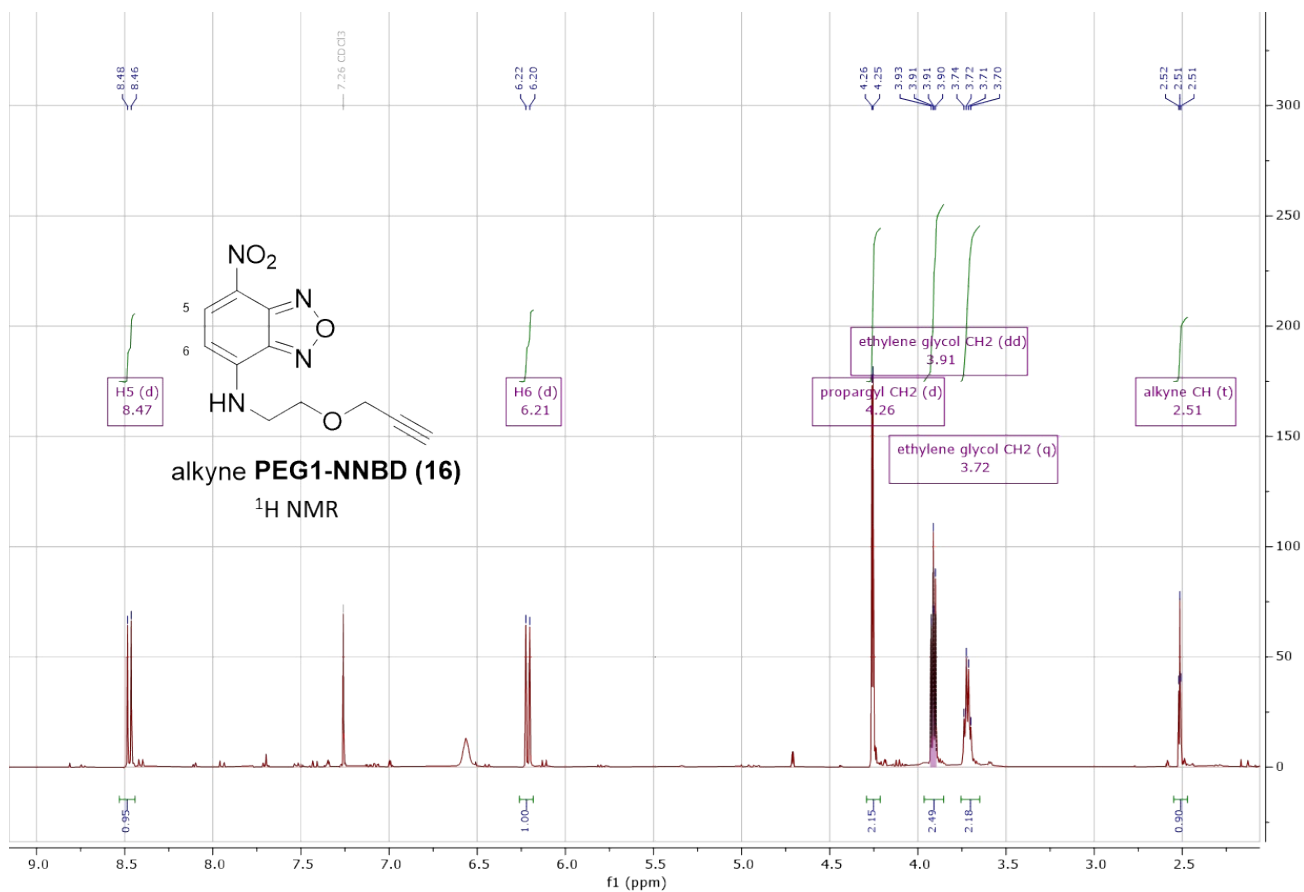 8.48
8.46
7.26 CDCl3
6.22
6.20
4.26
4.25
3.93
3.91
3.91
3.90
3.74
3.72
3.71
3.70
2.52
2.51
2.51
300
250
200
150
100
50
0
NO2
5
6
N
O
N
HN
O
alkyne PEG1-NNBD (16)
1H NMR
H5 (d)
8.47
H6 (d)
6.21
ethylene glycol CH2 (dd)
3.91
propargyl CH2 (d)
4.26
ethylene glycol CH2 (q)
3.72
alkyne CH (t)
2.51
0.95
1.00
2.15
2.49
2.18
0.90
9.0 8.5 8.0 7.5 7.0 6.5 6.0 5.5 5.0 4.5 4.0 3.5 3.0 2.5
f1 (ppm)